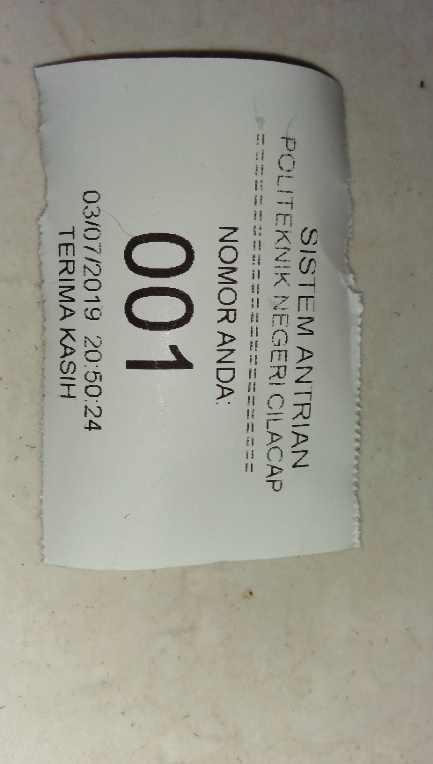 SISTEM ANTRIAN
POLITEKNIK NEGERI CILACAP
==============================
NOMOR ANDA:
001
03/07/2019 20:50:24
TERIMA KASIH